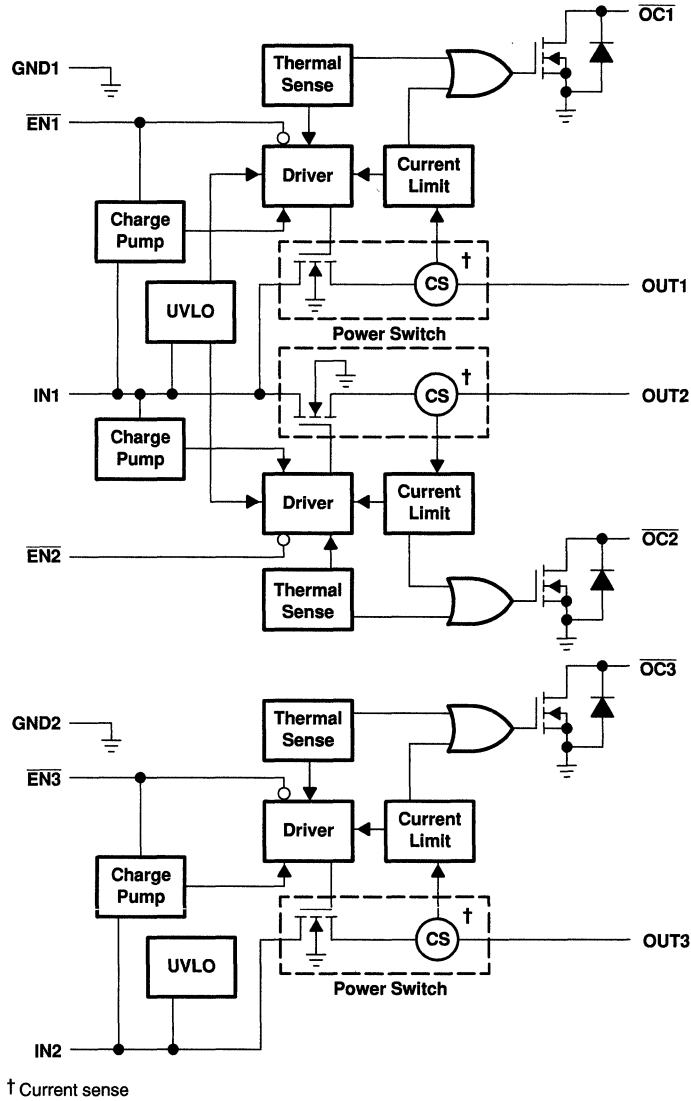 OC1
GND1
Thermal
Sense
EN1
Driver
Current
Limit
Charge
Pump
†
CS
OUT1
UVLO
Power Switch
†
IN1
CS
OUT2
Charge
Pump
Driver
Current
Limit
OC2
EN2
Thermal
Sense
OC3
GND2
Thermal
Sense
EN3
Driver
Current
Limit
Charge
Pump
†
CS
OUT3
UVLO
Power Switch
IN2
† Current sense